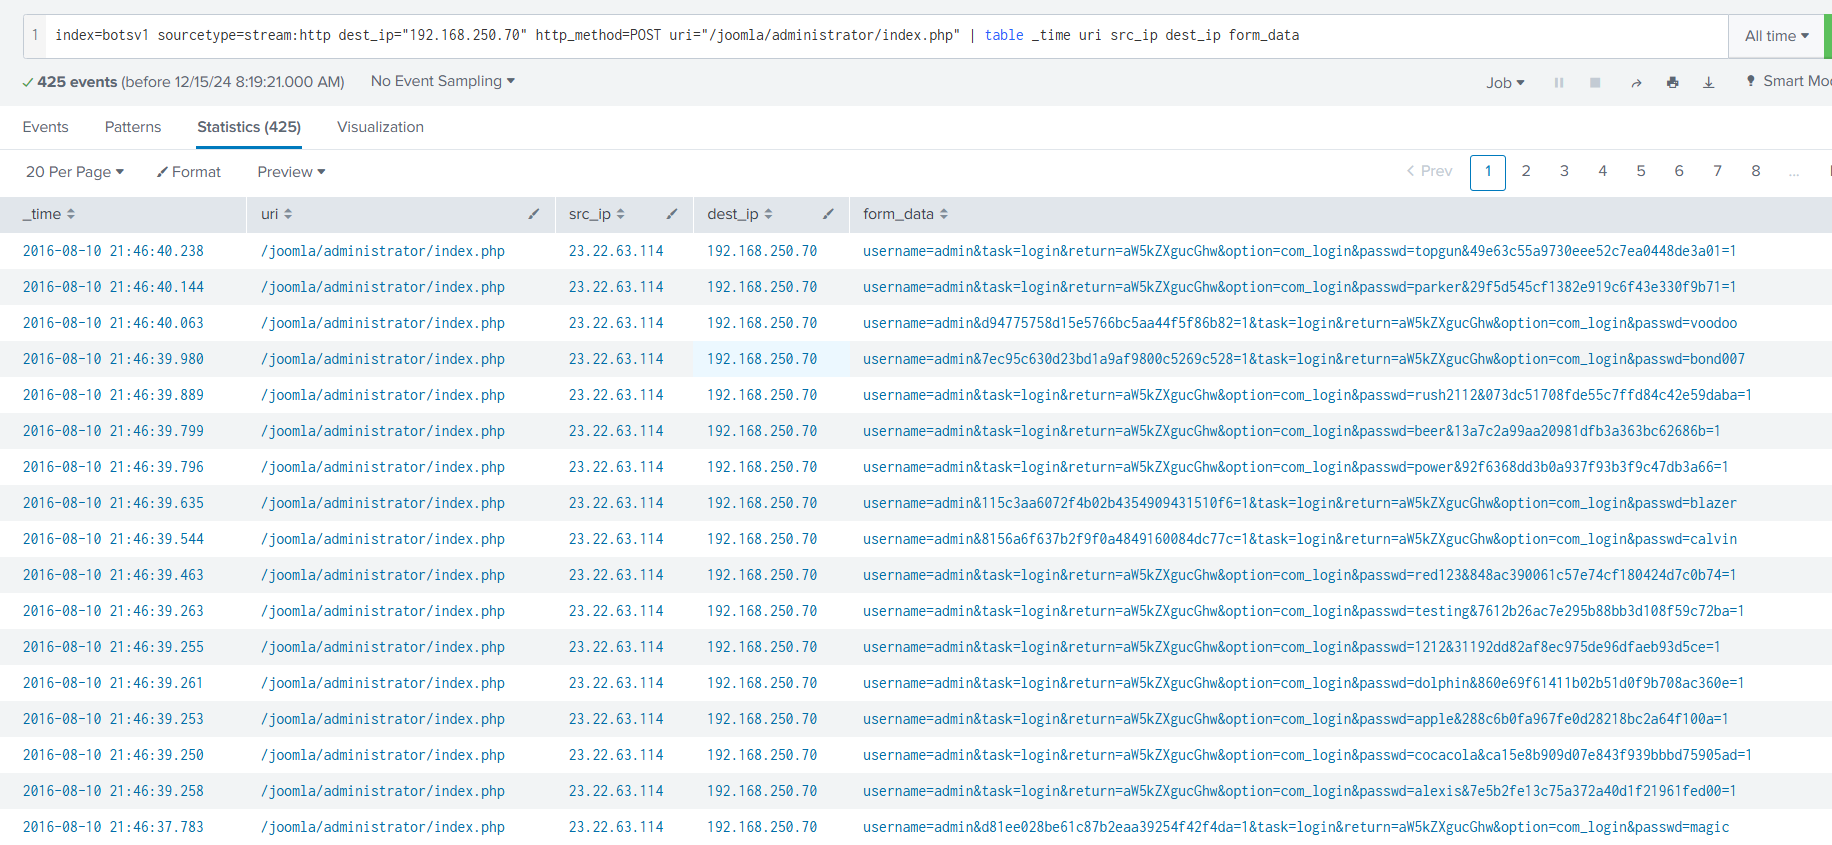 1 index=botsv1 sourcetype=stream:http dest_ip="192.168.250.70" http_method=POST uri="/joomla/administrator/index.php" | table _time uri src_ip dest_ip form_data All time
425 events (before 12/15/24 8:19:21.000 AM) No Event Sampling Job Smart Mod
Events Patterns Statistics (425) Visualization
20 Per Page Format Preview Prev 1 2 3 4 5 6 7 8 ...
_time uri src_ip dest_ip form_data
2016-08-10 21:46:40.238 /joomla/administrator/index.php 23.22.63.114 192.168.250.70 username=admin&task=login&return=aW5kZXgucGhw&option=com_login&passwd=topgun&49e63c55a9730eee52c7ea0448de3a01=1
2016-08-10 21:46:40.144 /joomla/administrator/index.php 23.22.63.114 192.168.250.70 username=admin&task=login&return=aW5kZXgucGhw&option=com_login&passwd=parker&29f5d545cf1382e919c6f43e330f9b71=1
2016-08-10 21:46:40.063 /joomla/administrator/index.php 23.22.63.114 192.168.250.70 username=admin&d94775758d15e5766bc5aa44f5f86b82=1&task=login&return=aW5kZXgucGhw&option=com_login&passwd=voodoo
2016-08-10 21:46:39.980 /joomla/administrator/index.php 23.22.63.114 192.168.250.70 username=admin&7ec95c630d23bd1a9af9800c5269c528=1&task=login&return=aW5kZXgucGhw&option=com_login&passwd=bond007
2016-08-10 21:46:39.889 /joomla/administrator/index.php 23.22.63.114 192.168.250.70 username=admin&task=login&return=aW5kZXgucGhw&option=com_login&passwd=rush2112&073dc51708fde55c7ffd84c42e59daba=1
2016-08-10 21:46:39.799 /joomla/administrator/index.php 23.22.63.114 192.168.250.70 username=admin&task=login&return=aW5kZXgucGhw&option=com_login&passwd=beer&13a7c2a99aa20981dfb3a363bc62686b=1
2016-08-10 21:46:39.796 /joomla/administrator/index.php 23.22.63.114 192.168.250.70 username=admin&task=login&return=aW5kZXgucGhw&option=com_login&passwd=power&92f6368dd3b0a937f93b3f9c47db3a66=1
2016-08-10 21:46:39.635 /joomla/administrator/index.php 23.22.63.114 192.168.250.70 username=admin&115c3aa6072f4b02b4354909431510f6=1&task=login&return=aW5kZXgucGhw&option=com_login&passwd=blazer
2016-08-10 21:46:39.544 /joomla/administrator/index.php 23.22.63.114 192.168.250.70 username=admin&8156a6f637b2f9f0a4849160084dc77c=1&task=login&return=aW5kZXgucGhw&option=com_login&passwd=calvin
2016-08-10 21:46:39.463 /joomla/administrator/index.php 23.22.63.114 192.168.250.70 username=admin&task=login&return=aW5kZXgucGhw&option=com_login&passwd=red123&848ac390061c57e74cf180424d7c0b74=1
2016-08-10 21:46:39.263 /joomla/administrator/index.php 23.22.63.114 192.168.250.70 username=admin&task=login&return=aW5kZXgucGhw&option=com_login&passwd=testing&7612b26ac7e295b88bb3d108f59c72ba=1
2016-08-10 21:46:39.255 /joomla/administrator/index.php 23.22.63.114 192.168.250.70 username=admin&task=login&return=aW5kZXgucGhw&option=com_login&passwd=1212&31192dd82af8ec975de96dfaeb93d5ce=1
2016-08-10 21:46:39.261 /joomla/administrator/index.php 23.22.63.114 192.168.250.70 username=admin&task=login&return=aW5kZXgucGhw&option=com_login&passwd=dolphin&860e69f61411b02b51d0f9b708ac360e=1
2016-08-10 21:46:39.253 /joomla/administrator/index.php 23.22.63.114 192.168.250.70 username=admin&task=login&return=aW5kZXgucGhw&option=com_login&passwd=apple&288c6b0fa967fe0d28218bc2a64f100a=1
2016-08-10 21:46:39.250 /joomla/administrator/index.php 23.22.63.114 192.168.250.70 username=admin&task=login&return=aW5kZXgucGhw&option=com_login&passwd=cocacola&ca15e8b909d07e843f939bbbd75905ad=1
2016-08-10 21:46:39.258 /joomla/administrator/index.php 23.22.63.114 192.168.250.70 username=admin&task=login&return=aW5kZXgucGhw&option=com_login&passwd=alexis&7e5b2fe13c75a372a40d1f21961fed00=1
2016-08-10 21:46:37.783 /joomla/administrator/index.php 23.22.63.114 192.168.250.70 username=admin&d81ee028be61c87b2eaa39254f42f4da=1&task=login&return=aW5kZXgucGhw&option=com_login&passwd=magic